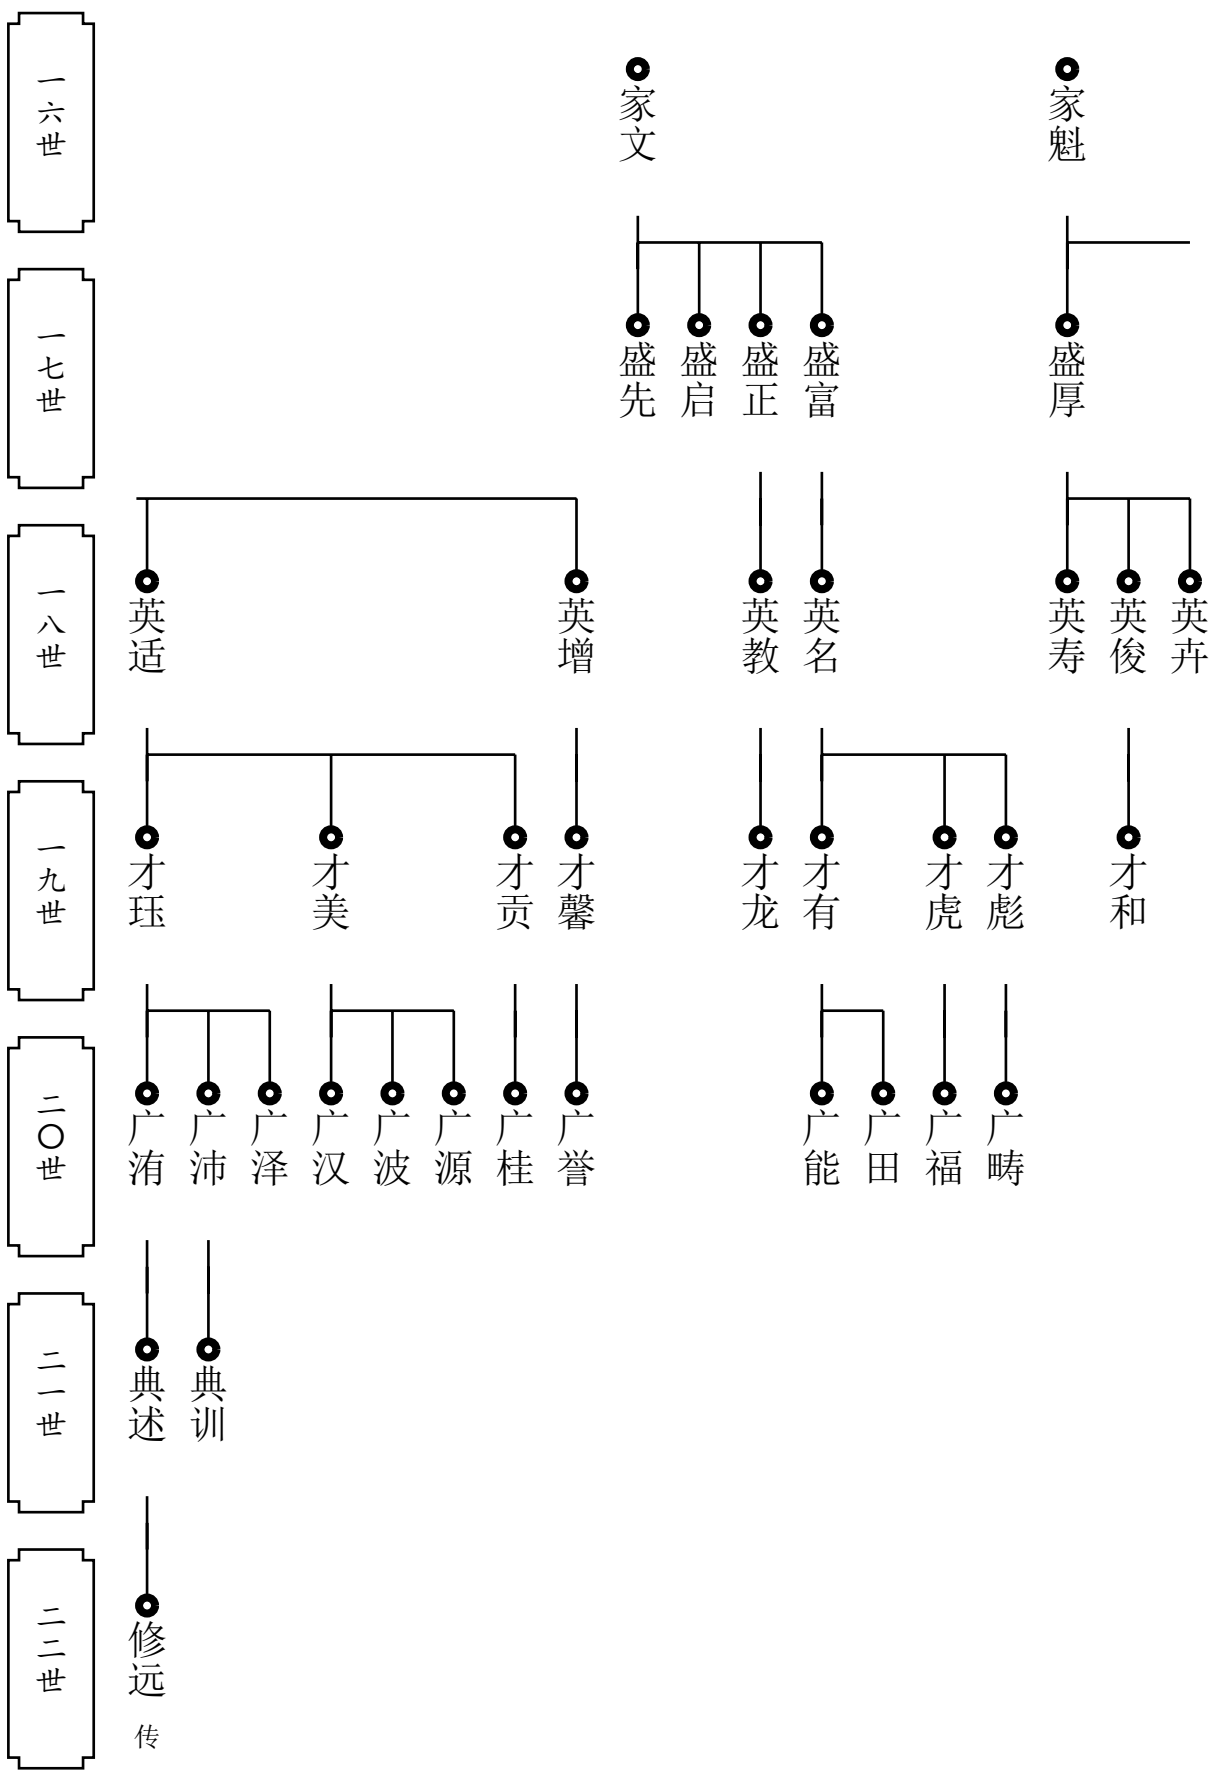 一六世
家文
家魁
一七世
盛先
盛启
盛正
盛富
盛厚
一八世
英适
英增
英教
英名
英寿
英俊
英卉
一九世
才珏
才美
才贡
才馨
才龙
才有
才虎
才彪
才和
二〇世
广洧
广沛
广泽
广汉
广波
广源
广桂
广誉
广能
广田
广福
广畴
二一世
典述
典训
二二世
修远
传